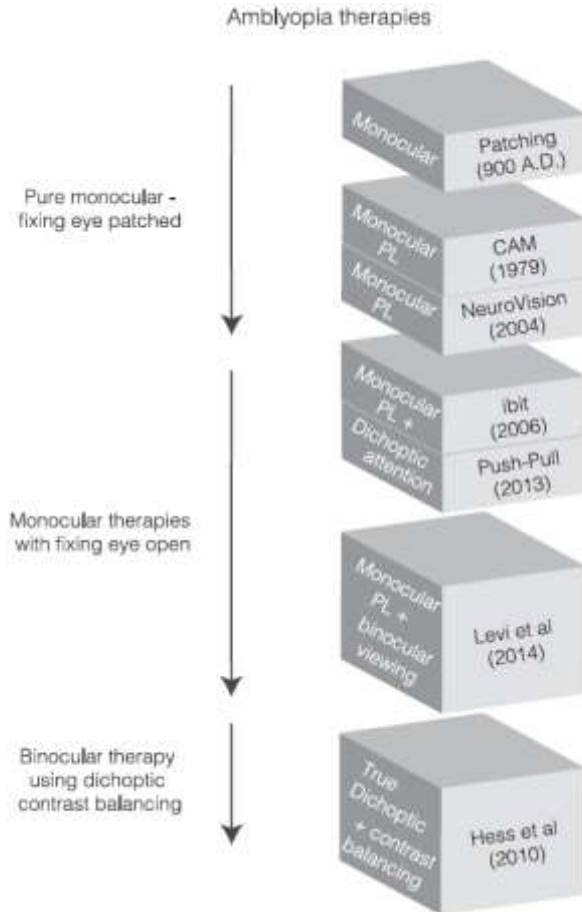 Amblyopia therapies
Pure monocular -
fixing eye patched
Monocular
Patching
(900 A.D.)
Monocular
PL
CAM
(1979)
Monocular
PL
NeuroVision
(2004)
Monocular therapies
with fixing eye open
Monocular
PL +
Dichoptic
attention
ibit
(2006)
Push-Pull
(2013)
Monocular
PL +
binocular
viewing
Levi et al
(2014)
Binocular therapy
using dichoptic
contrast balancing
True
Dichoptic
+ contrast
balancing
Hess et al
(2010)